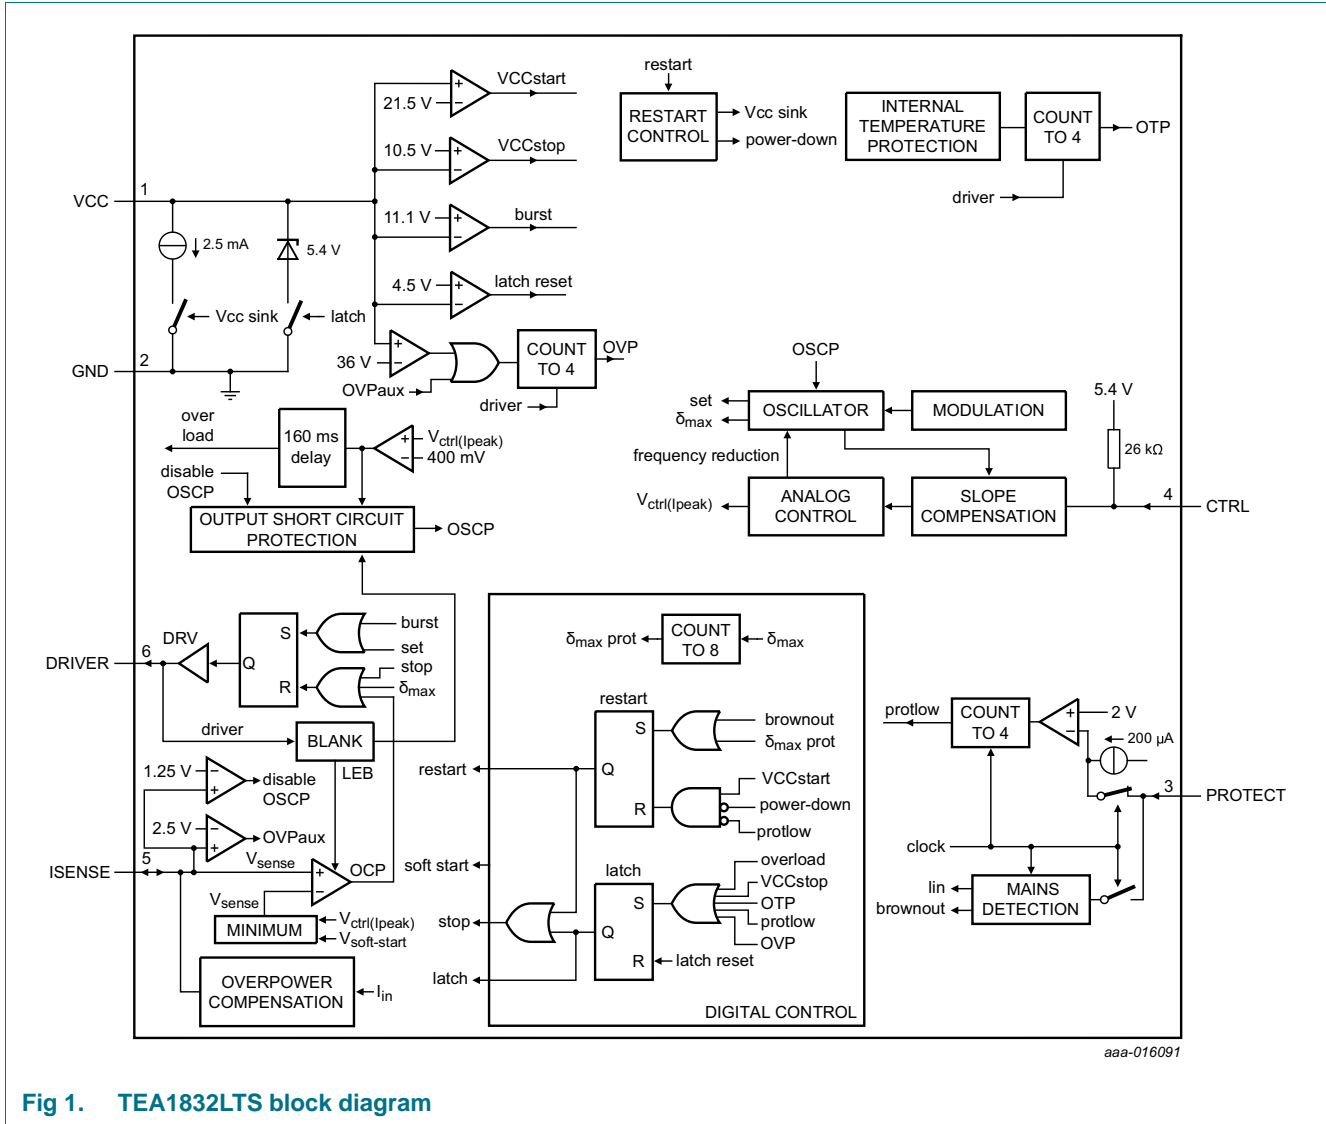 restart
VCCstart
21.5 V
RESTART
CONTROL
Vcc sink
power-down
INTERNAL
TEMPERATURE
PROTECTION
COUNT
TO 4
OTP
driver
10.5 V
VCCstop
VCC
1
11.1 V
burst
2.5 mA
5.4 V
4.5 V
latch reset
Vcc sink
latch
GND
2
36 V
OVPaux
COUNT
TO 4
OVP
driver
OSCP
set
δmax
OSCILLATOR
MODULATION
5.4 V
26 kΩ
frequency reduction
Vctrl(Ipeak)
ANALOG
CONTROL
SLOPE
COMPENSATION
4
CTRL
over
load
160 ms
delay
Vctrl(Ipeak)
400 mV
disable
OSCP
OUTPUT SHORT CIRCUIT
PROTECTION
OSCP
DRIVER
6
DRV
Q
S
R
burst
set
stop
δmax
driver
BLANK
LEB
1.25 V
disable
OSCP
2.5 V
OVPaux
ISENSE
5
Vsense
OCP
Vsense
MINIMUM
Vctrl(Ipeak)
Vsoft-start
OVERPOWER
COMPENSATION
Iin
δmax prot
COUNT
TO 8
δmax
restart
S
Q
R
brownout
δmax prot
VCCstart
power-down
protlow
restart
soft start
stop
latch
latch
S
Q
R
overload
VCCstop
OTP
protlow
OVP
latch reset
DIGITAL CONTROL
protlow
COUNT
TO 4
2 V
200 µA
3
PROTECT
clock
lin
brownout
MAINS
DETECTION
aaa-016091
Fig 1. TEA1832LTS block diagram